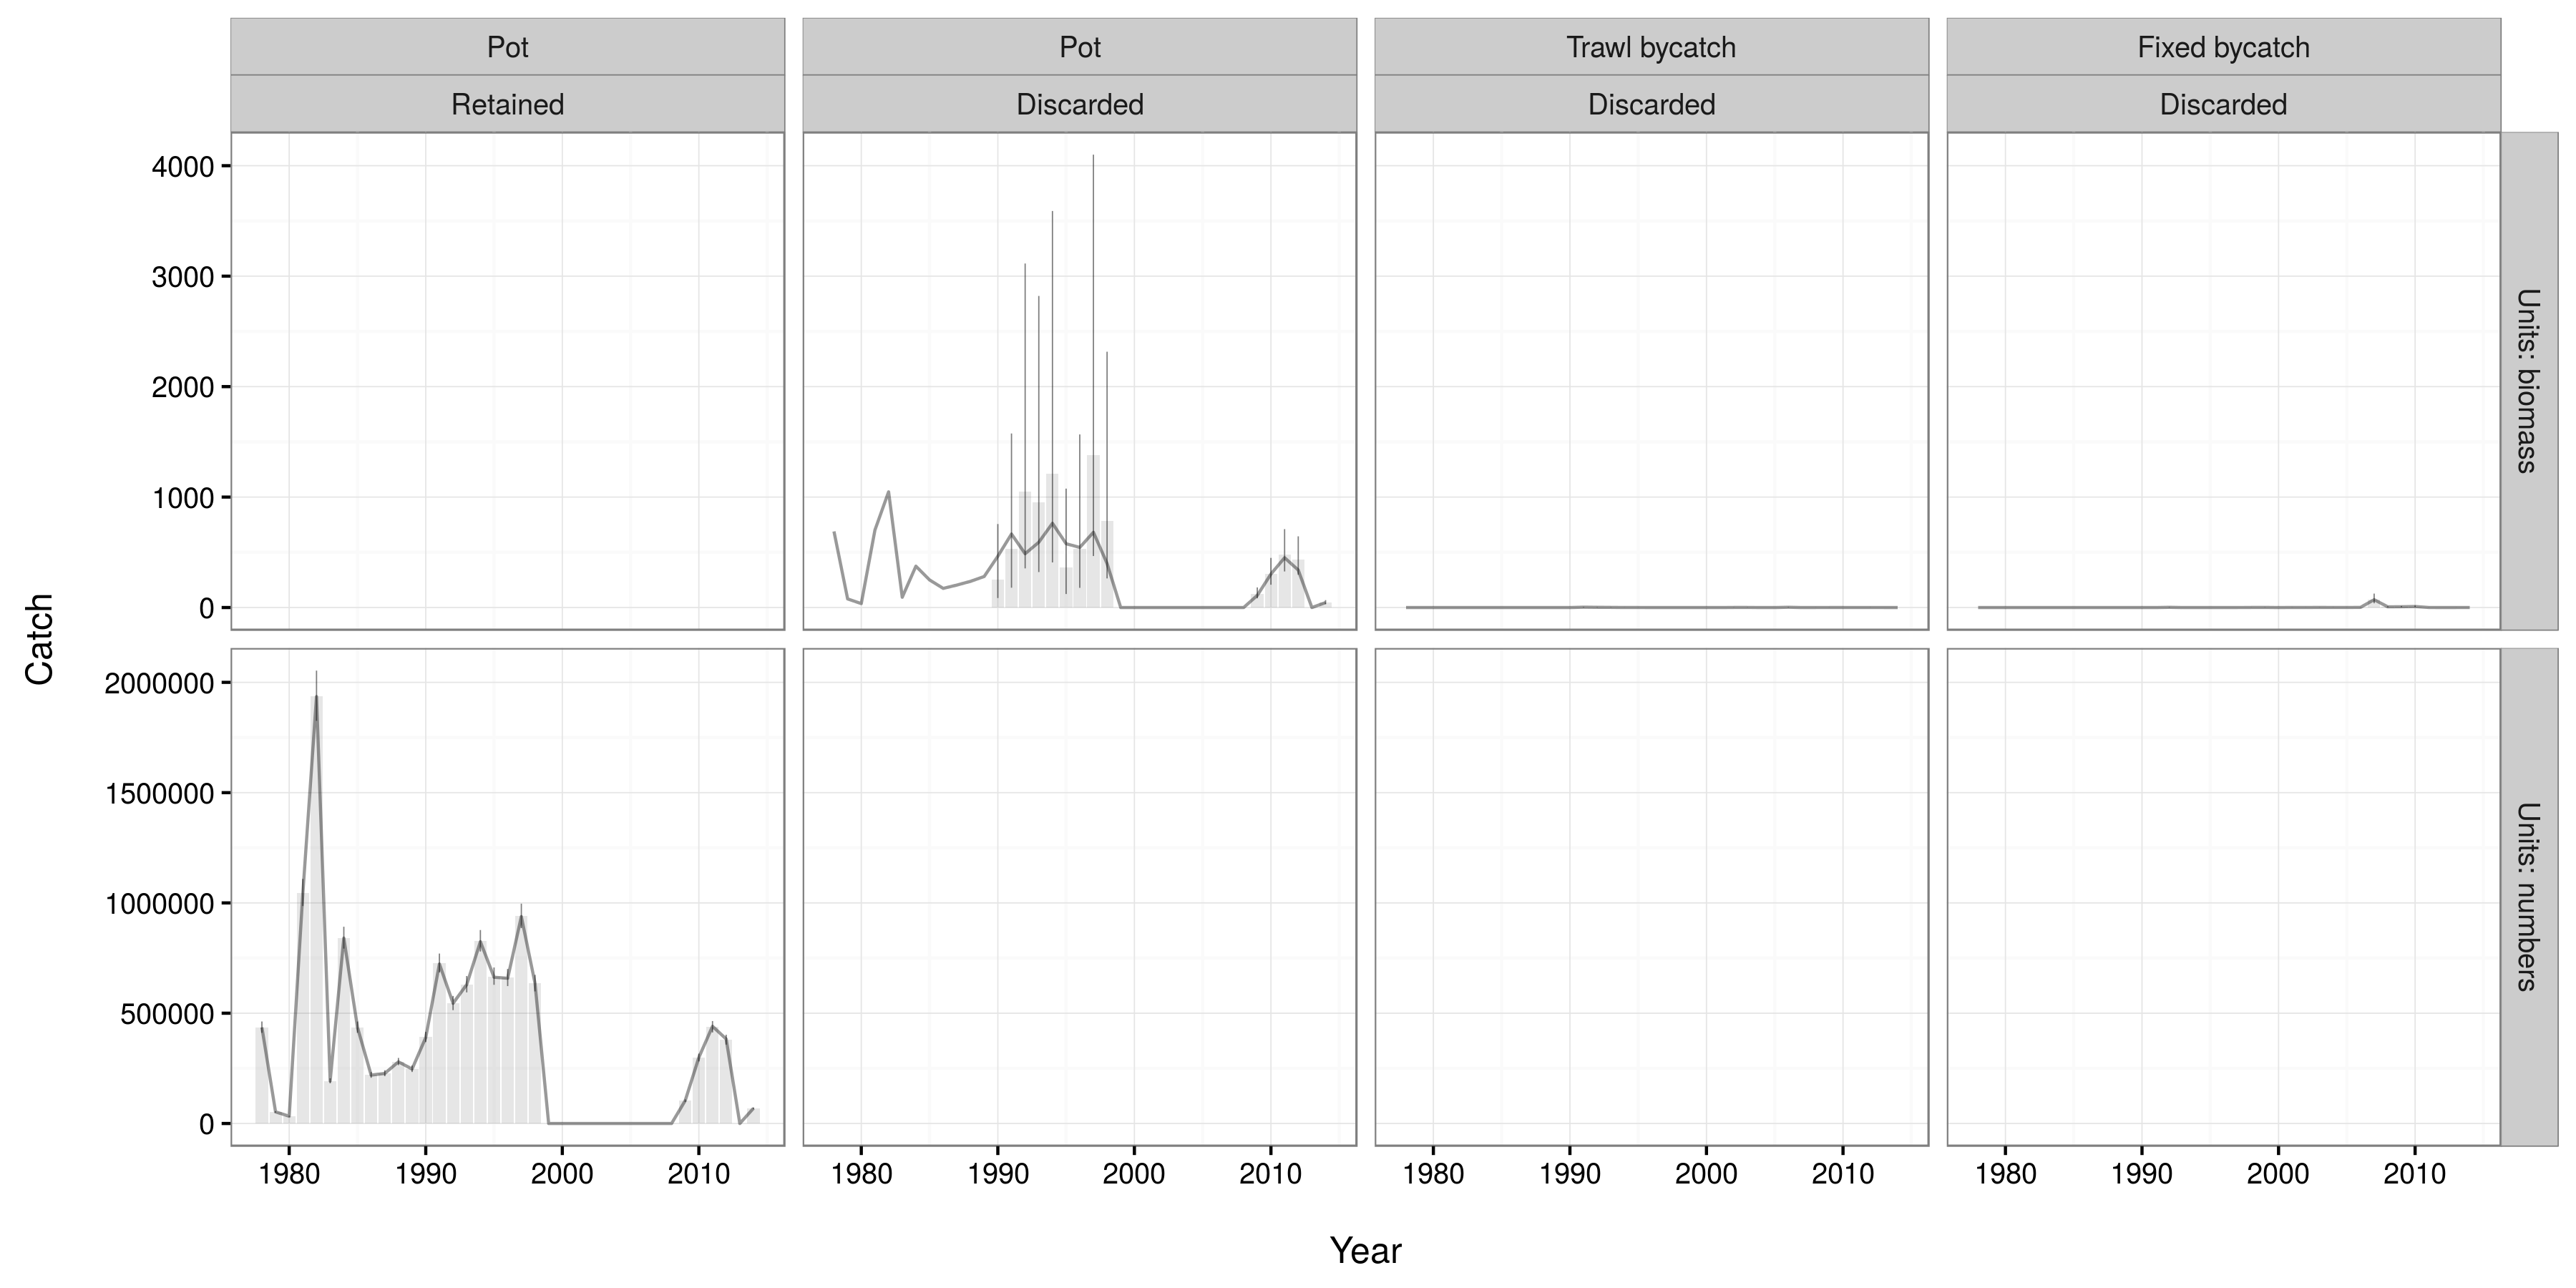 Pot Pot Trawl bycatch Fixed bycatch
Retained Discarded Discarded Discarded
4000
3000
2000
1000
0
Units: biomass
Catch
2000000
1500000
1000000
500000
0
Units: numbers
1980 1990 2000 2010 1980 1990 2000 2010 1980 1990 2000 2010 1980 1990 2000 2010
Year